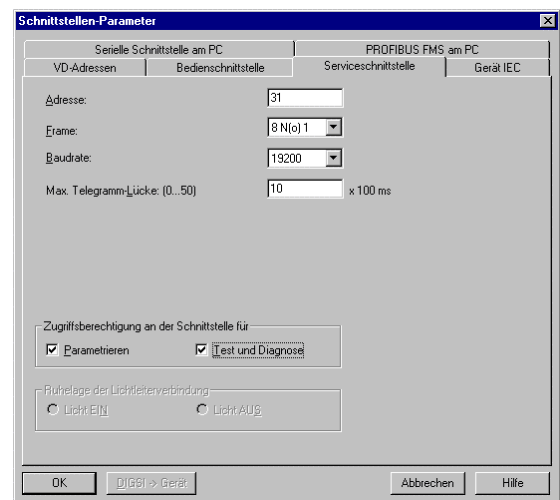 Schnittstellen-Parameter
Serielle Schnittstelle am PC
PROFIBUS FMS am PC
VD-Adressen
Bedienschnittstelle
Serviceschnittstelle
Gerät IEC
Adresse: 31
Frame: 8 N(o) 1
Baudrate: 19200
Max. Telegramm-Lücke: (0...50) 10 x 100 ms
Zugriffsberechtigung an der Schnittstelle für
Parametrieren Test und Diagnose
Ruhelage der Lichtleiterverbindung
Licht EIN Licht AUS
OK DIGSI -> Gerät Abbrechen Hilfe